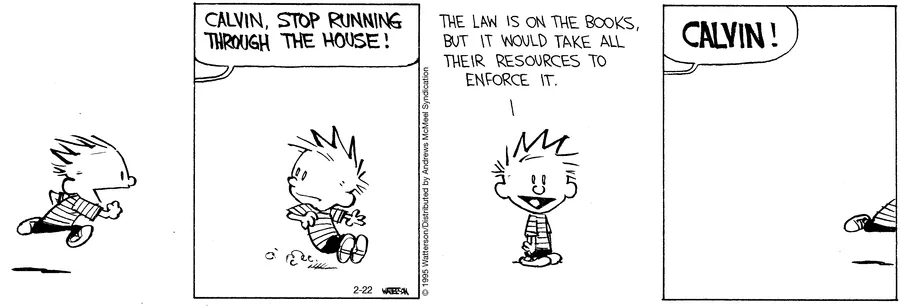 CALVIN, STOP RUNNING
THROUGH THE HOUSE!
2-22 WATTERSON
© 1995 Watterson/Distributed by Andrews McMeel Syndication
THE LAW IS ON THE BOOKS,
BUT IT WOULD TAKE ALL
THEIR RESOURCES TO
ENFORCE IT.
CALVIN!